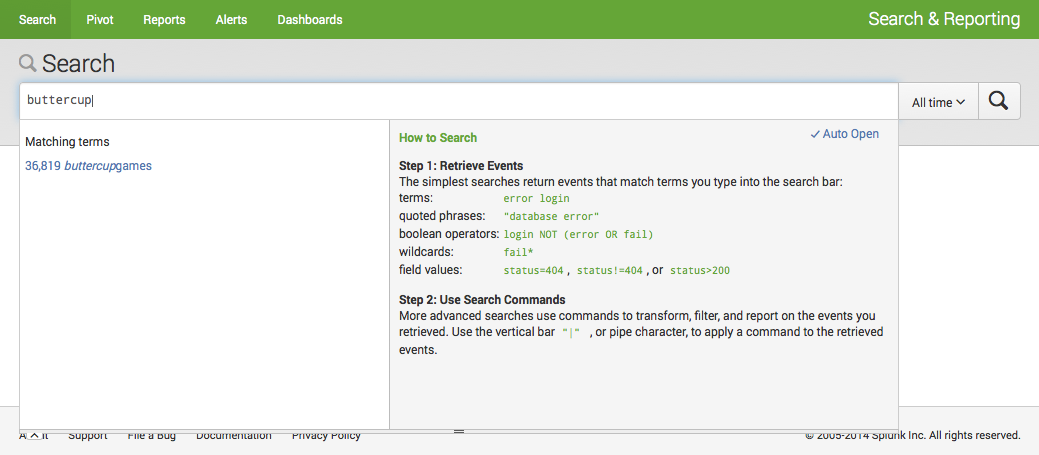 Search Pivot Reports Alerts Dashboards Search & Reporting
Search
buttercup
All time
Matching terms
36,819 buttercupgames
How to Search
Auto Open
Step 1: Retrieve Events
The simplest searches return events that match terms you type into the search bar:
terms: error login
quoted phrases: "database error"
boolean operators: login NOT (error OR fail)
wildcards: fail*
field values: status=404 , status!=404 , or status>200
Step 2: Use Search Commands
More advanced searches use commands to transform, filter, and report on the events you
retrieved. Use the vertical bar "|" , or pipe character, to apply a command to the retrieved
events.
Support File a Bug Documentation Privacy Policy © 2005-2014 Splunk Inc. All rights reserved.